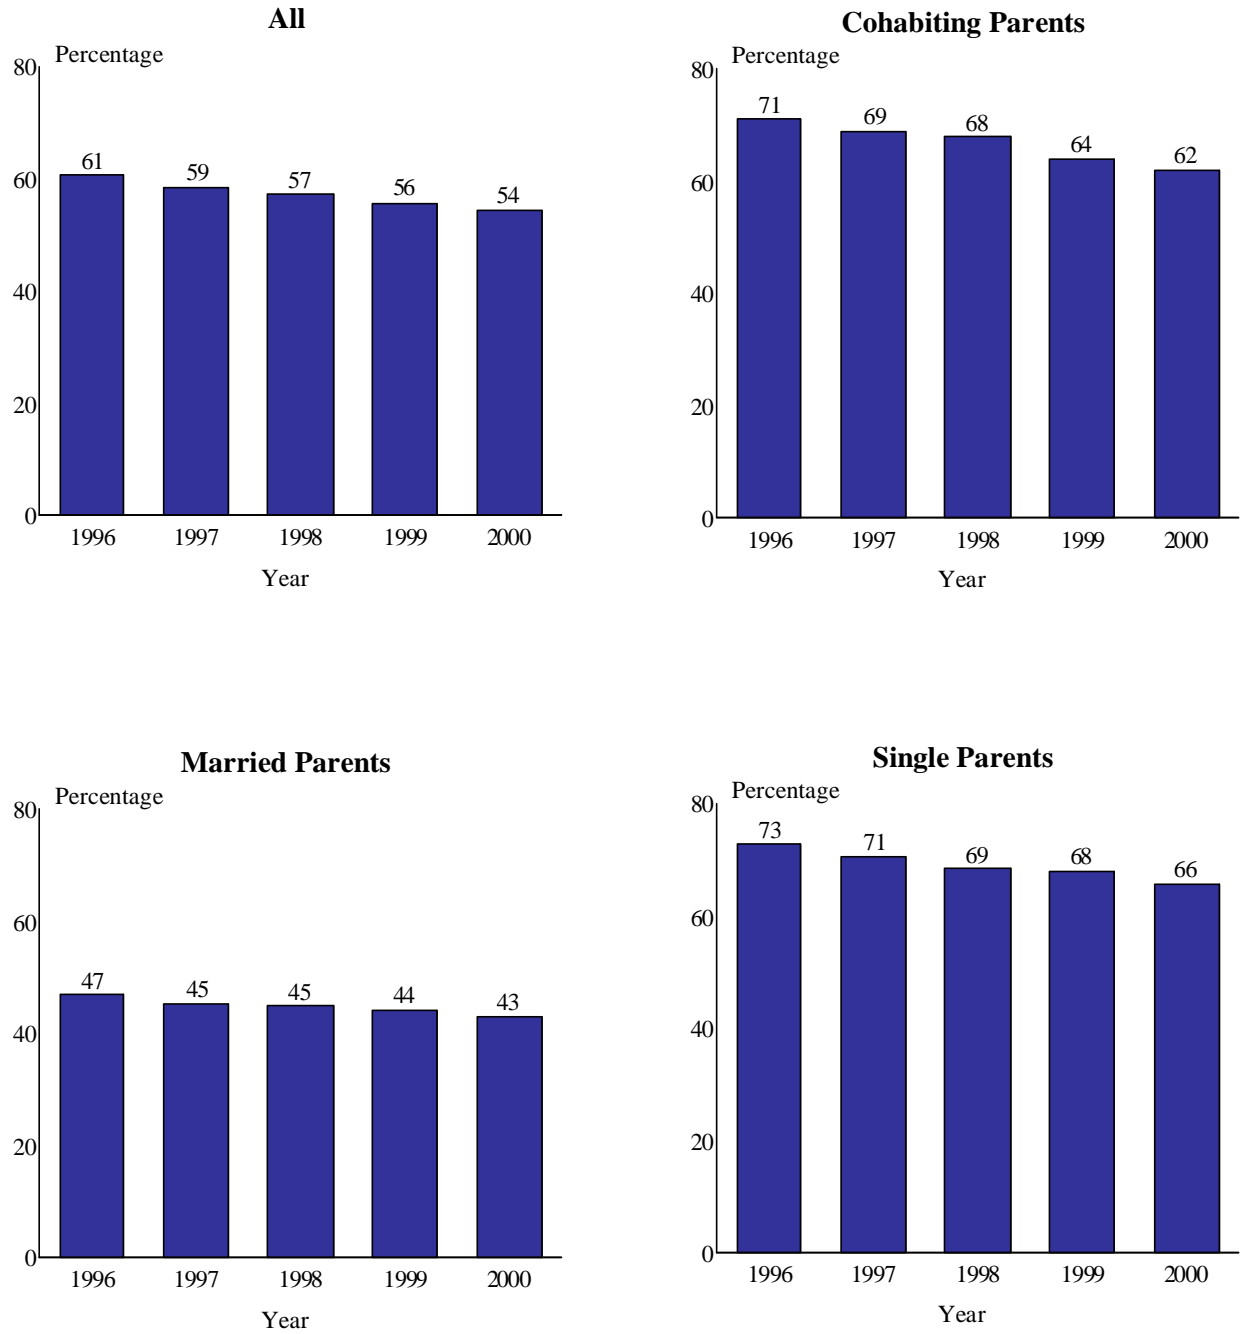 All
Percentage
80
60
40
20
0
61
59
57
56
54
1996 1997 1998 1999 2000
Year
Cohabiting Parents
Percentage
80
60
40
20
0
71
69
68
64
62
1996 1997 1998 1999 2000
Year
Married Parents
Percentage
80
60
40
20
0
47
45
45
44
43
1996 1997 1998 1999 2000
Year
Single Parents
Percentage
80
60
40
20
0
73
71
69
68
66
1996 1997 1998 1999 2000
Year